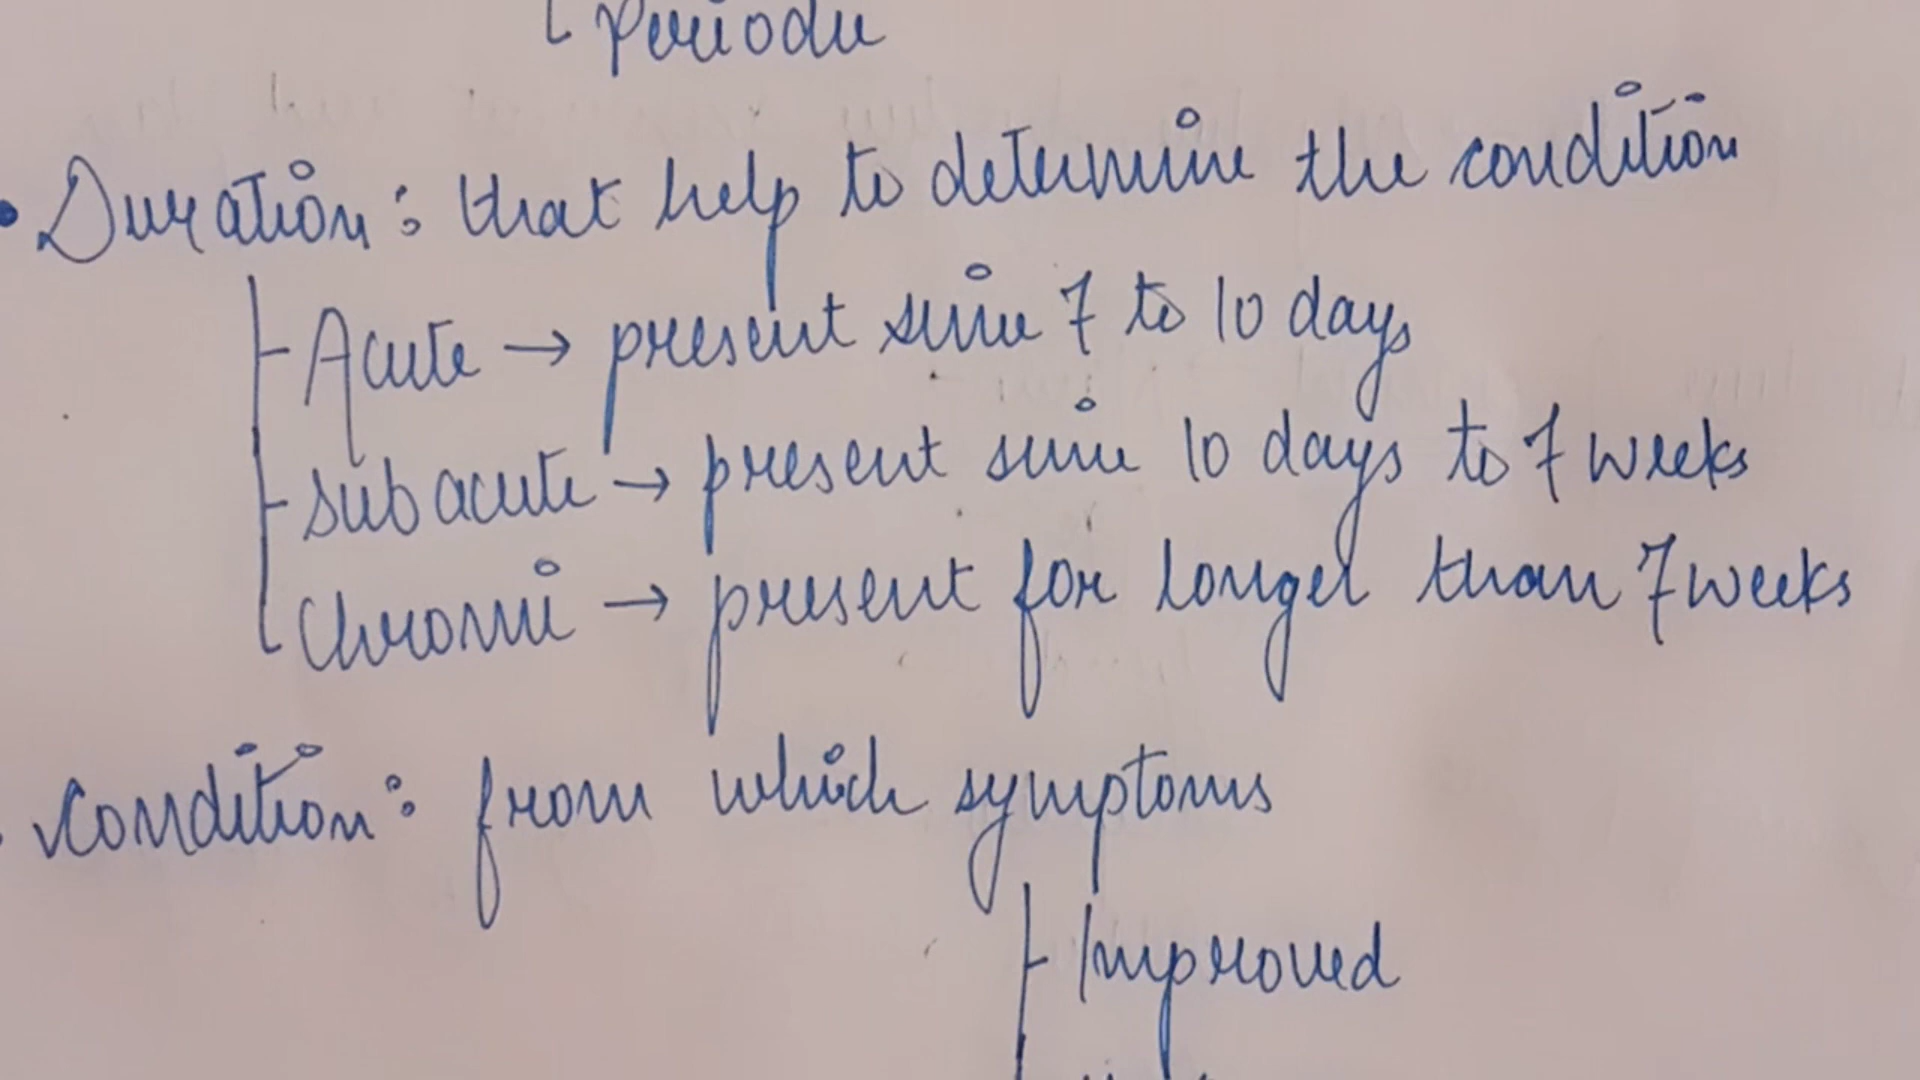 Periodic
• Duration: that help to determine the condition
Acute → present since 7 to 10 days
subacute → present since 10 days to 7 weeks
Chronic → present for longer than 7 weeks
Condition: from which symptoms
Improved